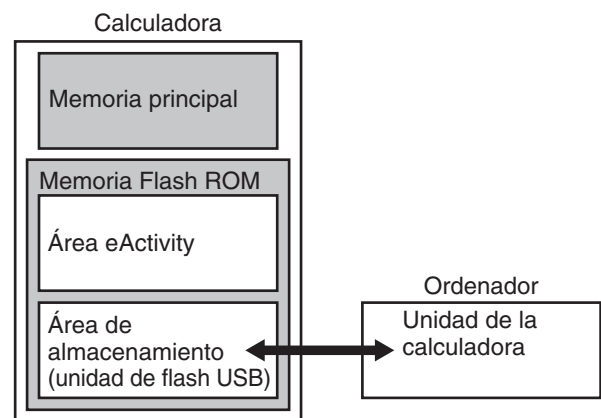 Calculadora
Memoria principal
Memoria Flash ROM
Área eActivity
Área de
almacenamiento
(unidad de flash USB)
Ordenador
Unidad de la
calculadora